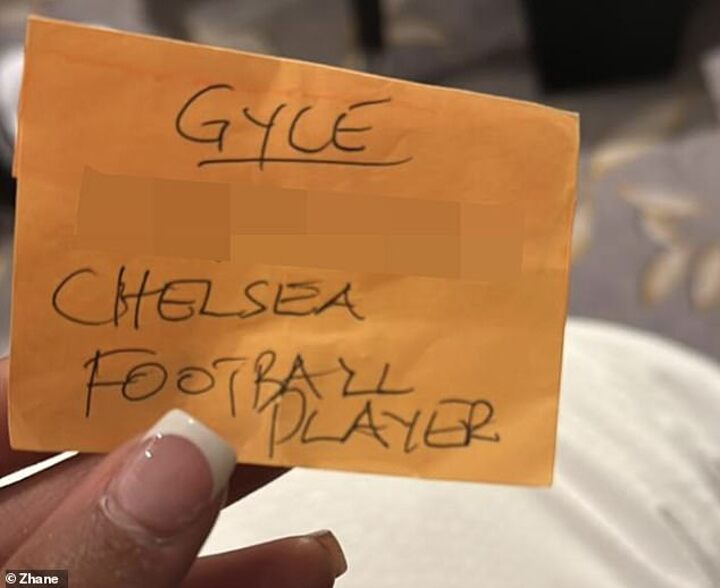 GYCE
CHELSEA
FOOTBALL
PLAYER
© Zhane